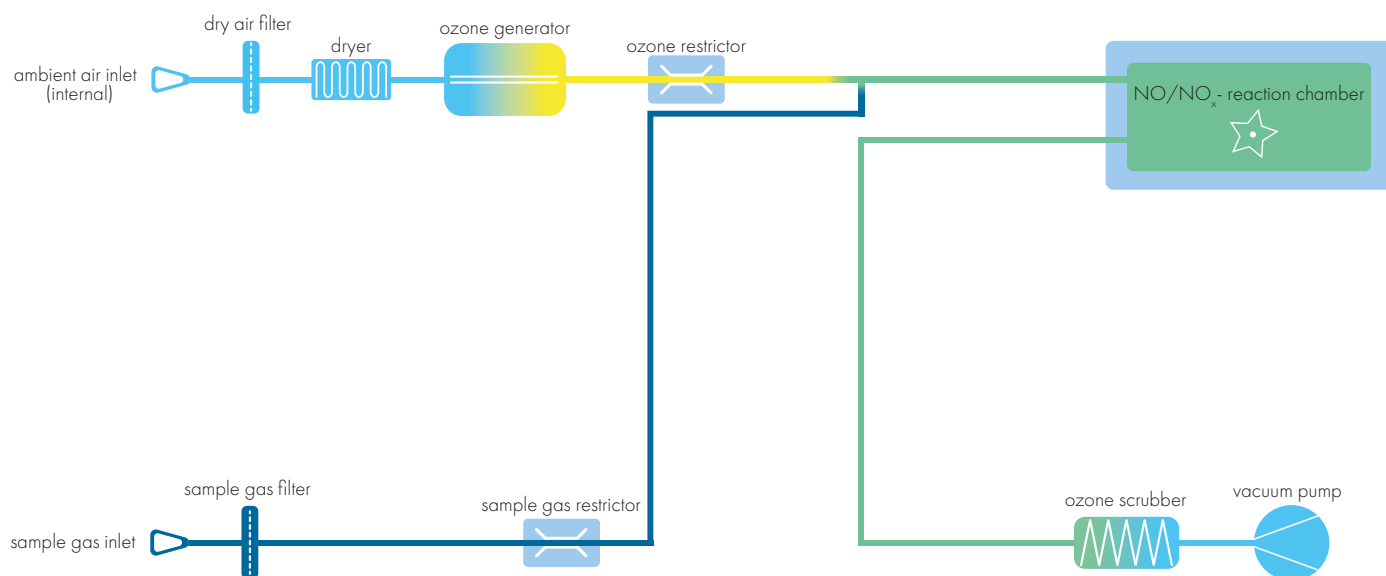 dry air filter
dryer
ozone generator
ozone restrictor
ambient air inlet
(internal)
NO/NOx- reaction chamber
sample gas filter
sample gas restrictor
sample gas inlet
ozone scrubber
vacuum pump